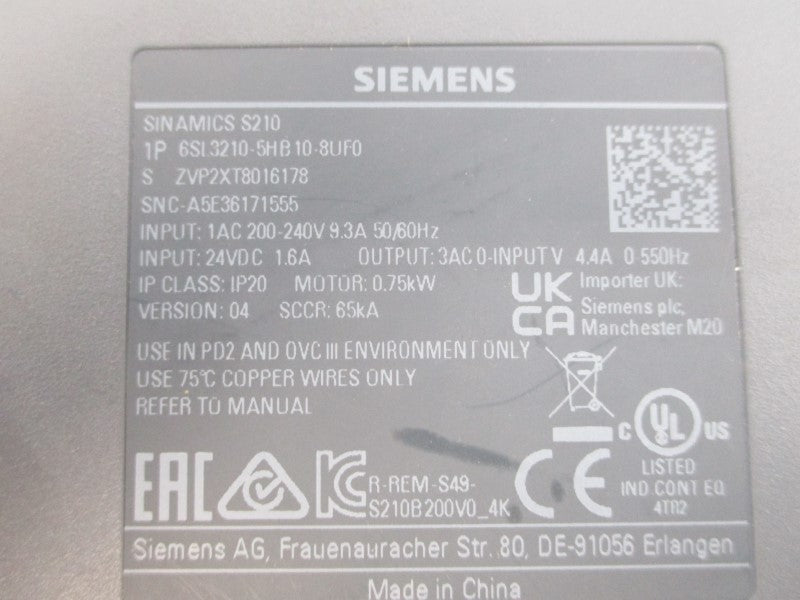 SIEMENS
SINAMICS S210
1P 6SL3210-5HB10-8UF0
S ZVP2XT8016178
SNC-A5E36171555
INPUT: 1AC 200-240V 9.3A 50/60Hz
INPUT: 24VDC 1.6A OUTPUT: 3AC 0-INPUT V 4.4A 0-550Hz
IP CLASS: IP20 MOTOR: 0.75kW
VERSION: 04 SCCR: 65kA
UK
CA
Importer UK:
Siemens plc,
Manchester M20
USE IN PD2 AND OVC III ENVIRONMENT ONLY
USE 75°C COPPER WIRES ONLY
REFER TO MANUAL
C UL US
LISTED
IND.CONT.EQ
4TR2
EAC
KC
R-REM-S49-
S210B200V0_4K
CE
Siemens AG, Frauenauracher Str. 80, DE-91056 Erlangen
Made in China